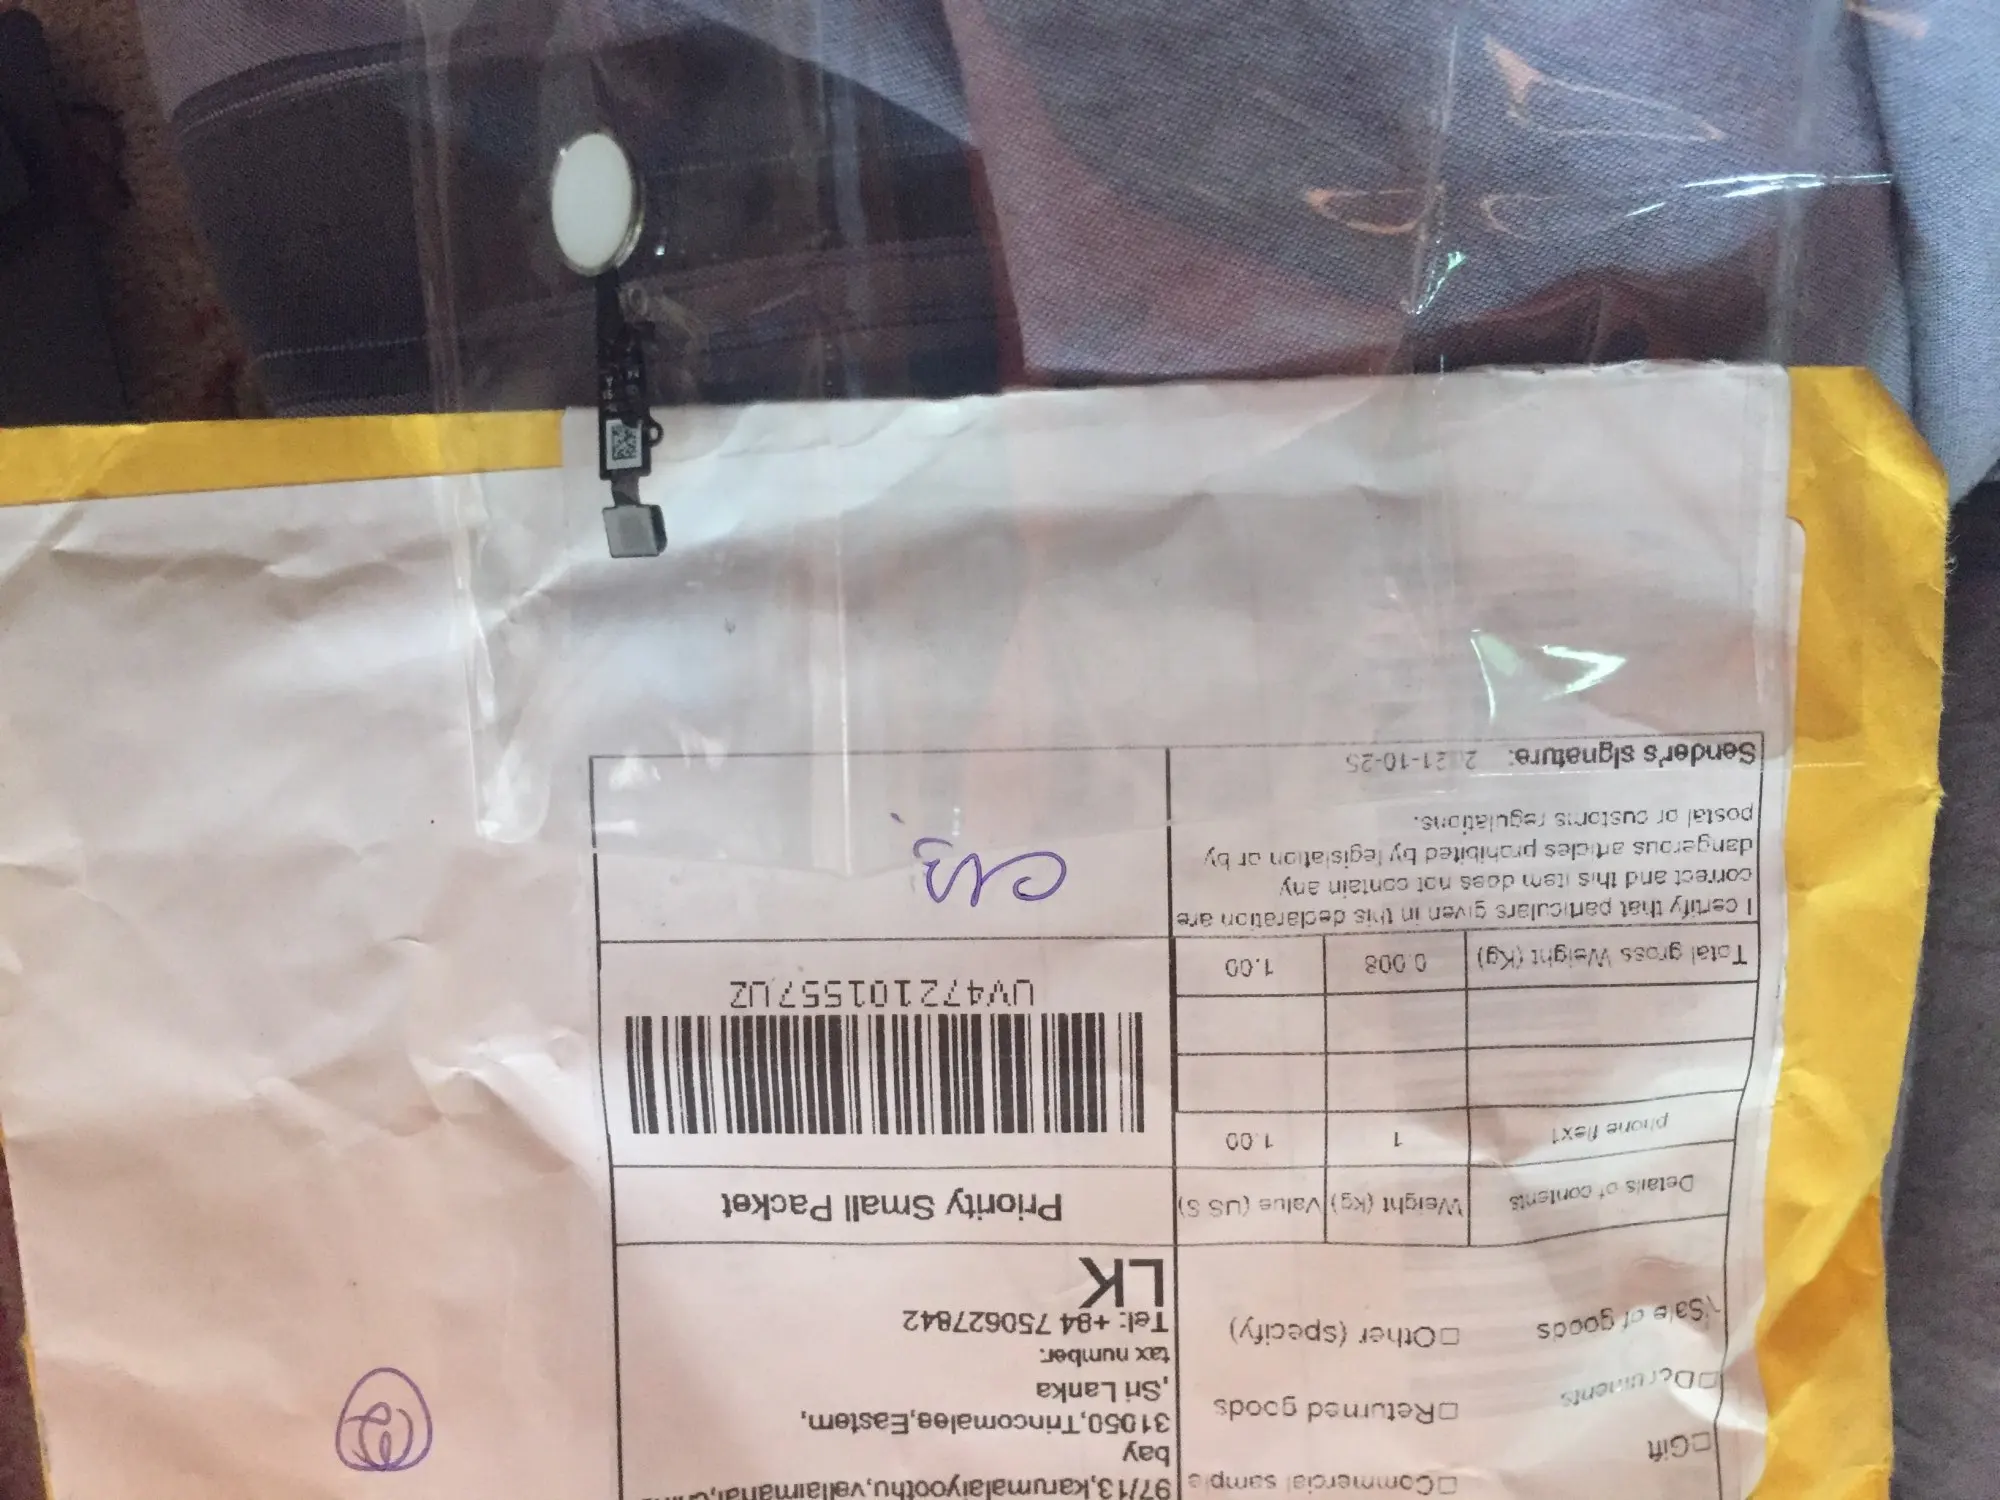 97/13,karumalaiyoothu,vellaimanal,
bay
31050,Trincomalee,Eastern,
,Sri Lanka
tax number:
Tel: +94 750627842
LK
Priority Small Packet
UV472101557UZ
□Commercial sample
□Gift
□Returned goods
□Documents
□Other (specify)
√Sale of goods
Details of contents Weight (Kg) Value (US $)
phone flex1 1 1.00
Total gross Weight (Kg) 0.008 1.00
I certify that particulars given in this declaration are
correct and this item does not contain any
dangerous articles prohibited by legislation or by
postal or customs regulations.
Sender's signature: 2021-10-25